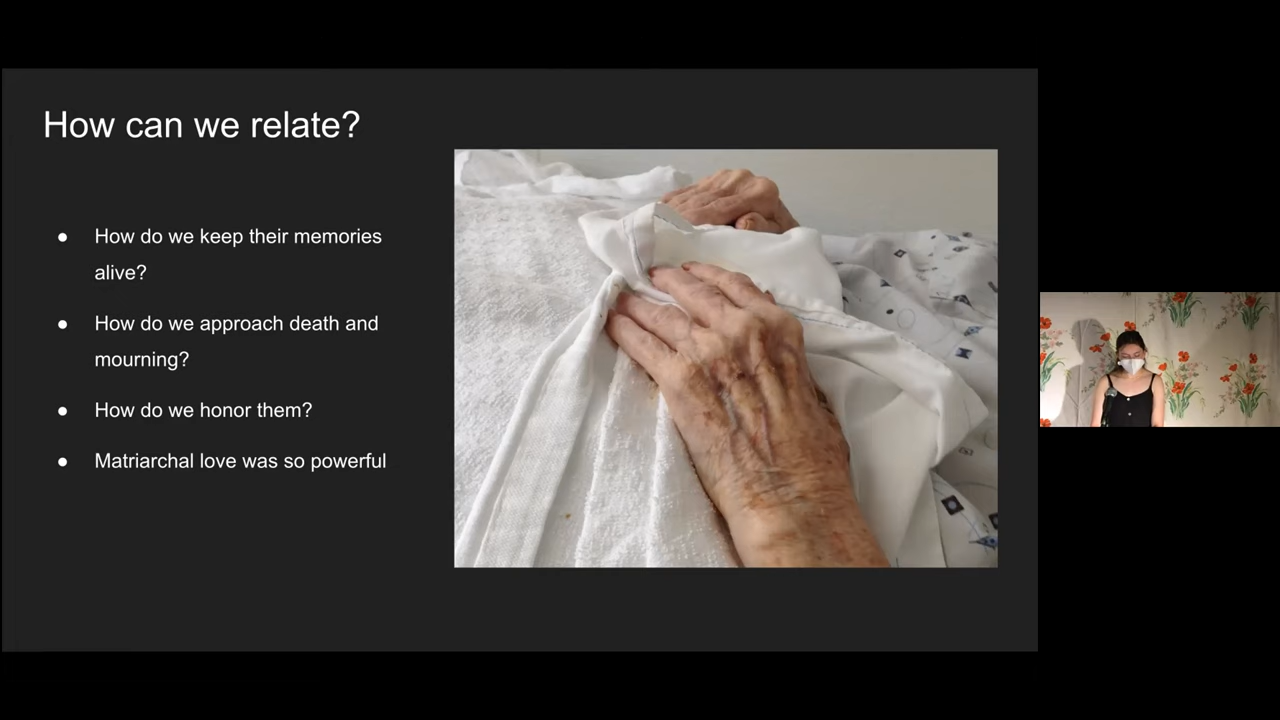 How can we relate?
● How do we keep their memories
alive?
● How do we approach death and
mourning?
● How do we honor them?
● Matriarchal love was so powerful